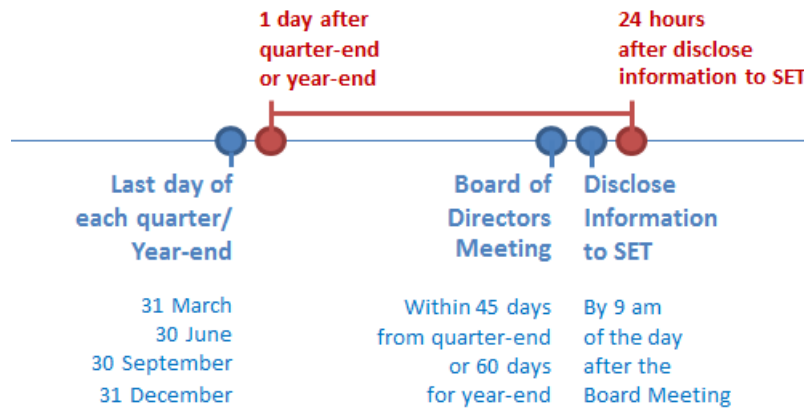 1 day after
quarter-end
or year-end
24 hours
after disclose
information to SET
Last day of
each quarter/
Year-end
31 March
30 June
30 September
31 December
Board of
Directors
Meeting
Within 45 days
from quarter-end
or 60 days
for year-end
Disclose
Information
to SET
By 9 am
of the day
after the
Board Meeting